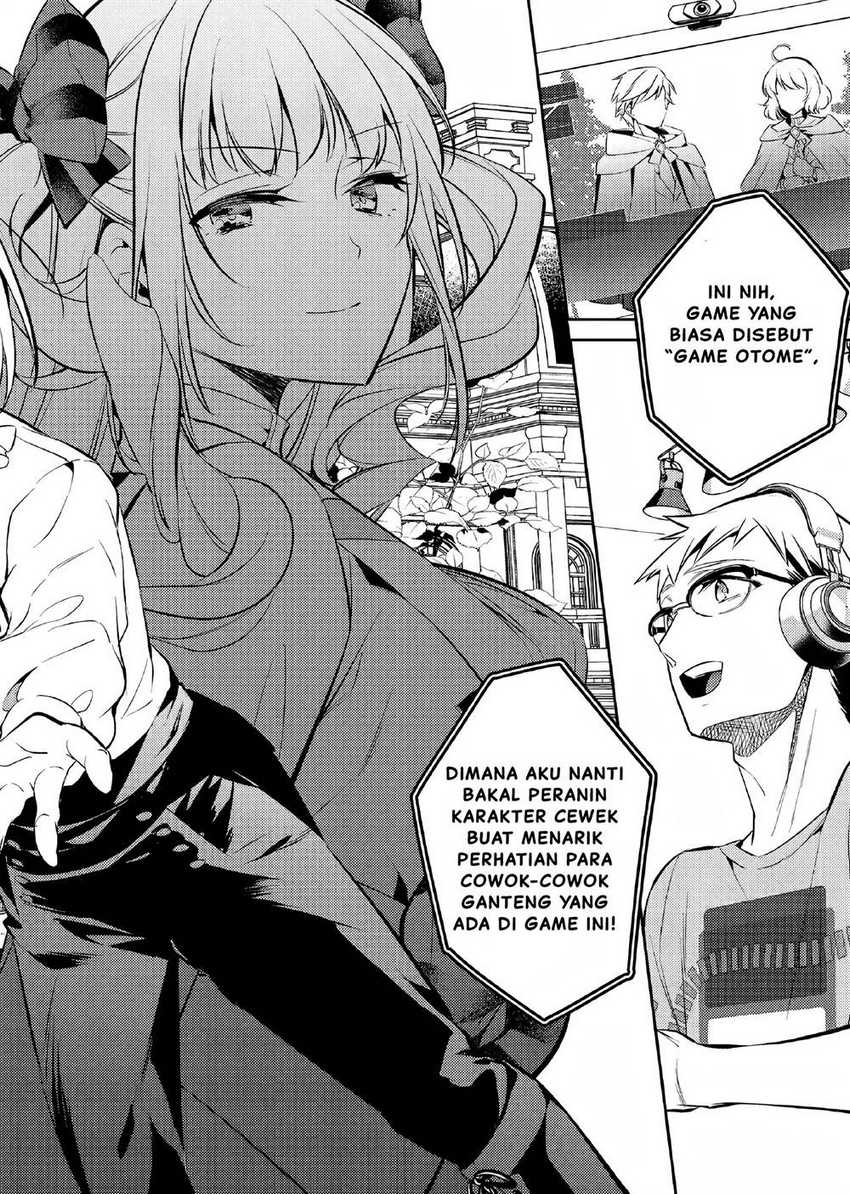 INI NIH,
GAME YANG
BIASA DISEBUT
“GAME OTOME”,
DIMANA AKU NANTI
BAKAL PERANIN
KARAKTER CEWEK
BUAT MENARIK
PERHATIAN PARA
COWOK-COWOK
GANTENG YANG
ADA DI GAME INI!